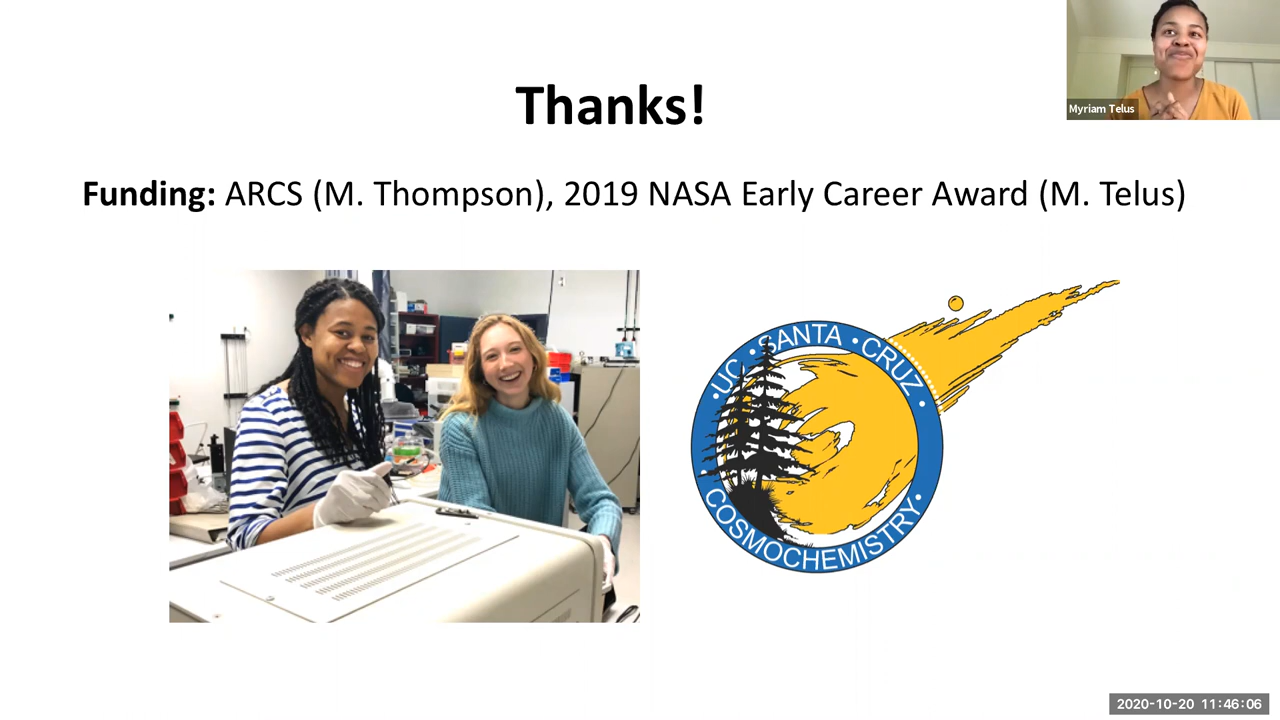 Thanks!
Myriam Telus
Funding: ARCS (M. Thompson), 2019 NASA Early Career Award (M. Telus)
• UC • SANTA • CRUZ •
• COSMOCHEMISTRY •
2020-10-20 11:46:06